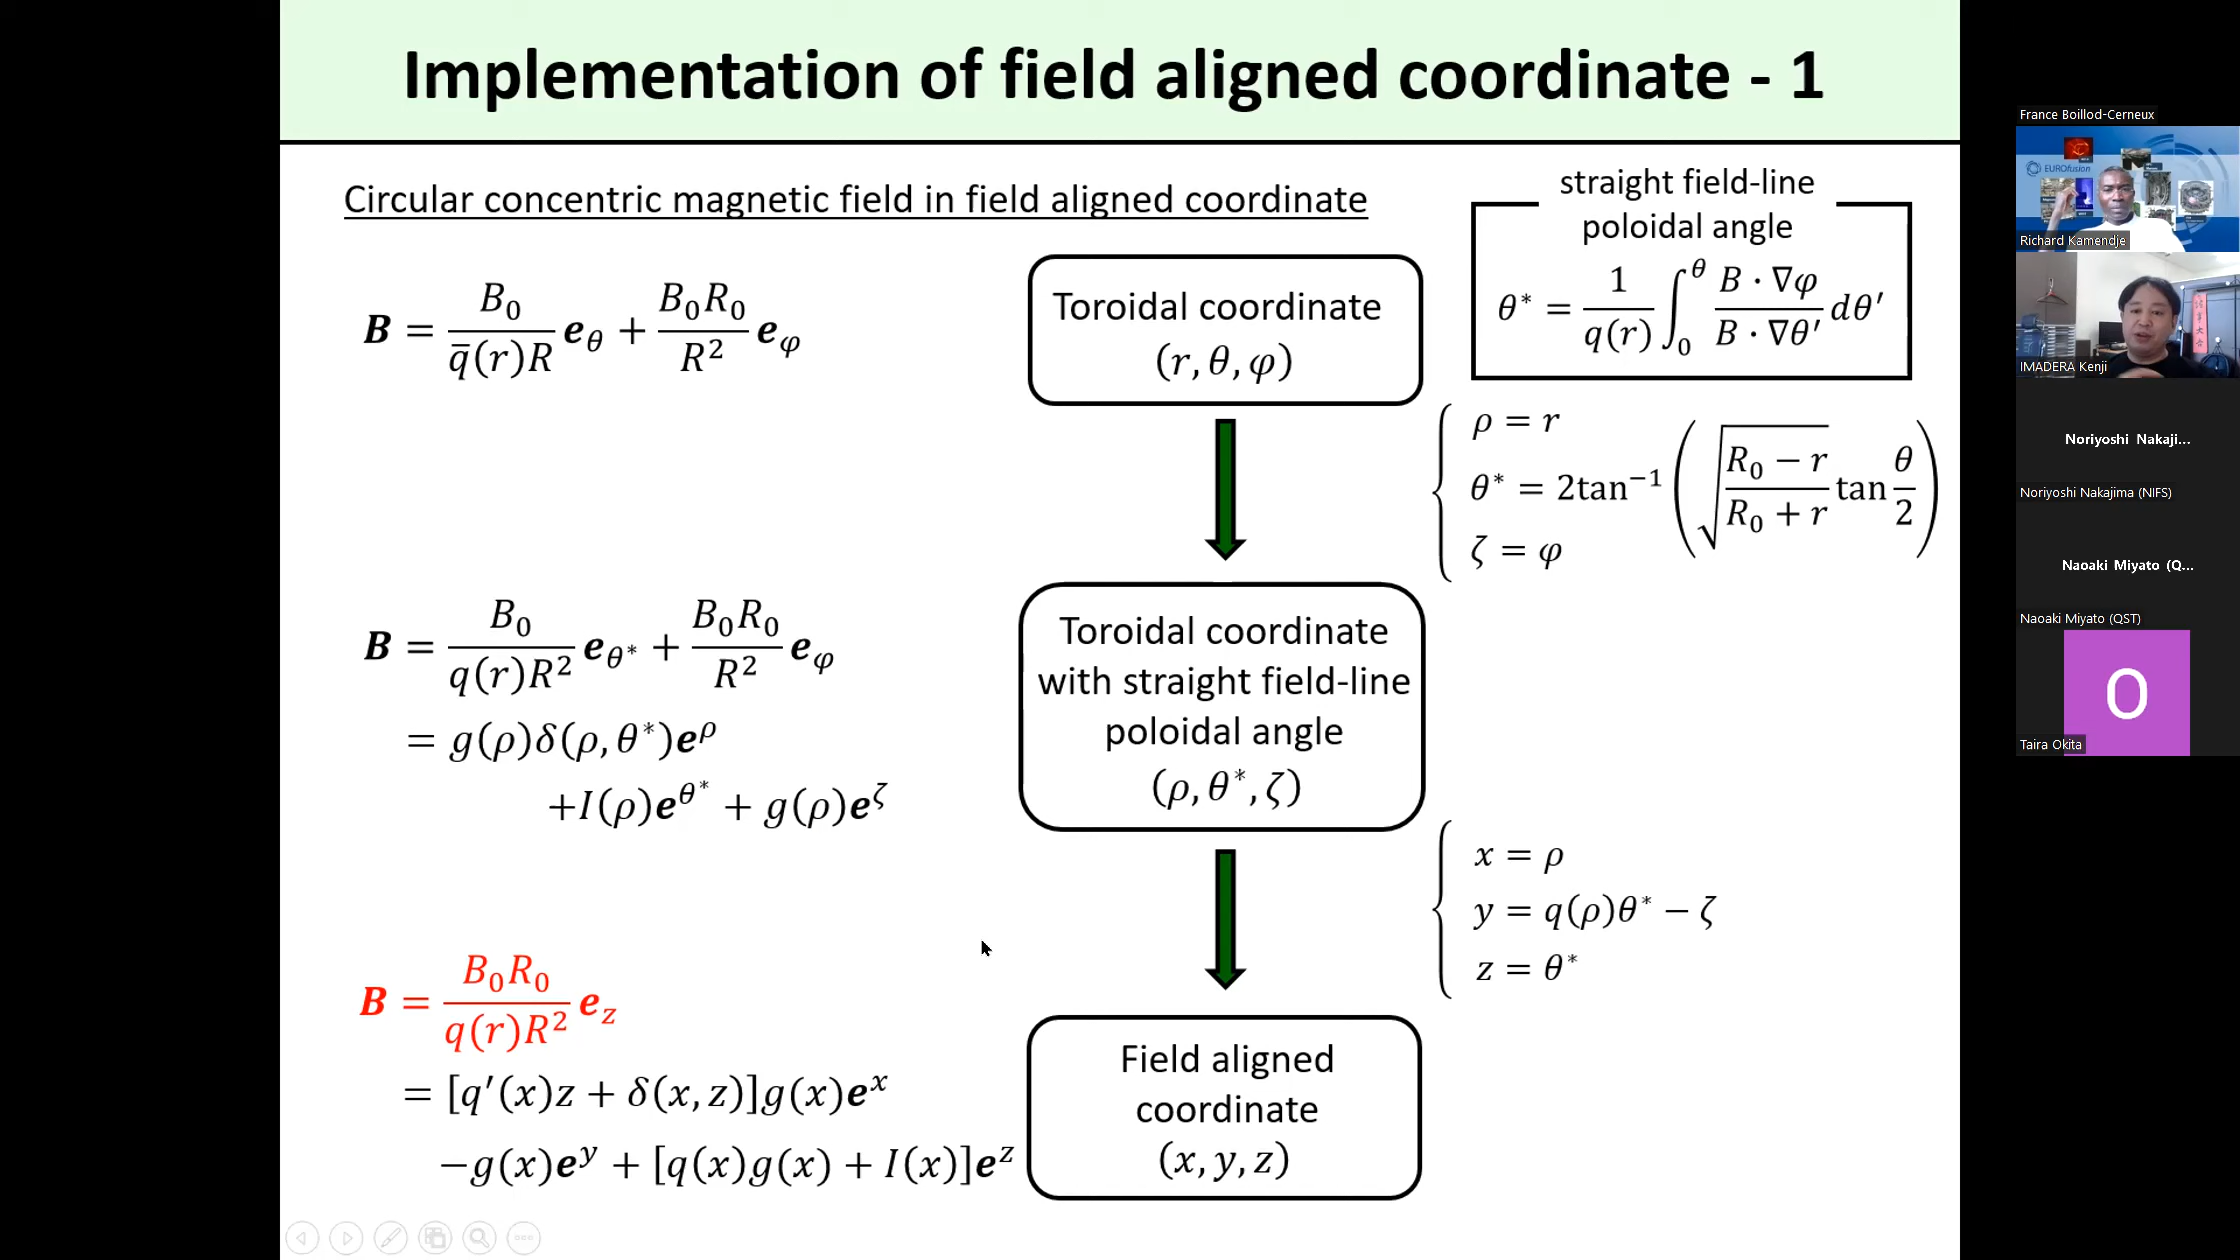 Implementation of field aligned coordinate - 1
Circular concentric magnetic field in field aligned coordinate
straight field-line
poloidal angle
θ* = 1/q(r) ∫₀^θ (B · ∇φ)/(B · ∇θ′) dθ′
B = B₀/(q̅(r)R) e_θ + B₀R₀/R² e_φ
Toroidal coordinate
(r, θ, φ)
ρ = r
θ* = 2tan⁻¹ (√((R₀ − r)/(R₀ + r)) tan θ/2)
ζ = φ
B = B₀/(q(r)R²) e_θ* + B₀R₀/R² e_φ
= g(ρ)δ(ρ, θ*)e^ρ
+I(ρ)e^θ* + g(ρ)e^ζ
Toroidal coordinate
with straight field-line
poloidal angle
(ρ, θ*, ζ)
x = ρ
y = q(ρ)θ* − ζ
z = θ*
B = B₀R₀/(q(r)R²) e_z
= [q′(x)z + δ(x, z)]g(x)e^x
−g(x)e^y + [q(x)g(x) + I(x)]e^z
Field aligned
coordinate
(x, y, z)
France Boillod-Cerneux
EUROfusion
Richard Kamendje
IMADERA Kenji
Noriyoshi Nakaji...
Noriyoshi Nakajima (NIFS)
Naoaki Miyato (Q...
Naoaki Miyato (QST)
O
Taira Okita